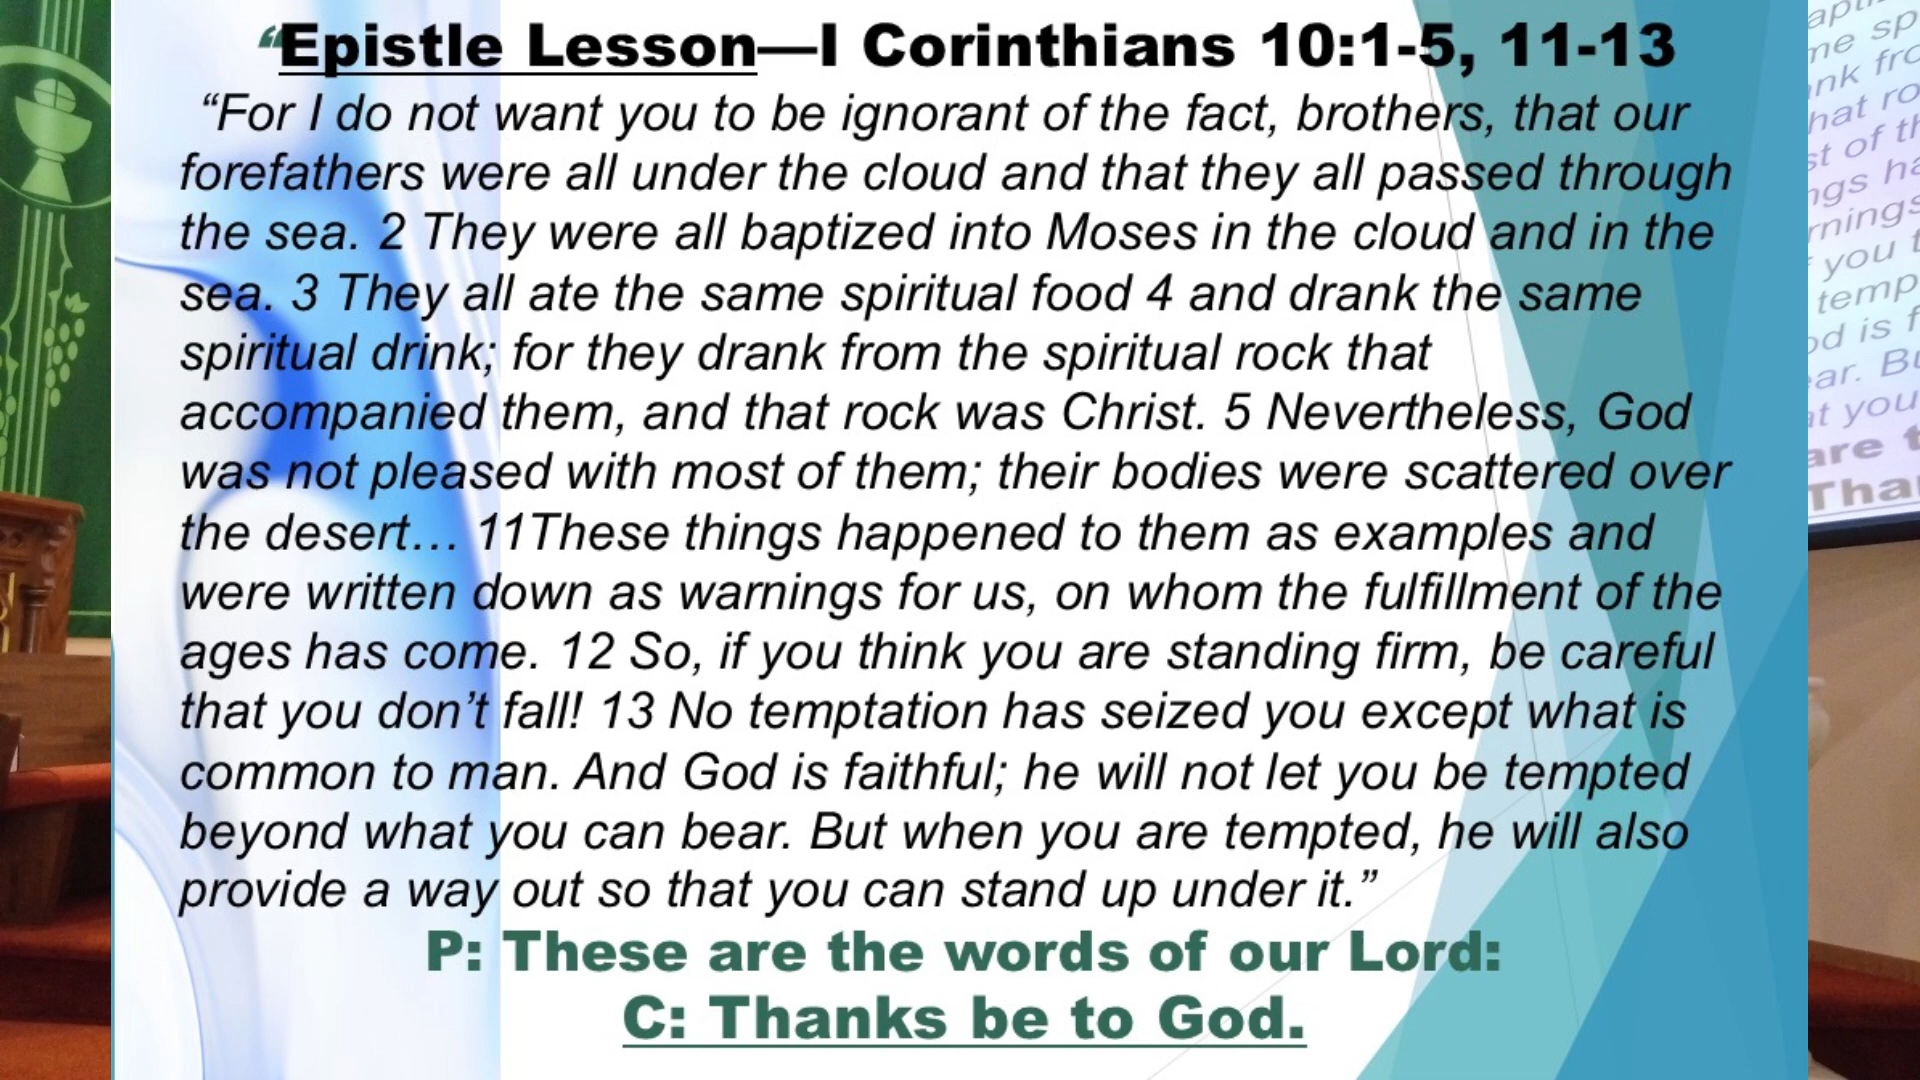 “Epistle Lesson—I Corinthians 10:1-5, 11-13
“For I do not want you to be ignorant of the fact, brothers, that our
forefathers were all under the cloud and that they all passed through
the sea. 2 They were all baptized into Moses in the cloud and in the
sea. 3 They all ate the same spiritual food 4 and drank the same
spiritual drink; for they drank from the spiritual rock that
accompanied them, and that rock was Christ. 5 Nevertheless, God
was not pleased with most of them; their bodies were scattered over
the desert… 11These things happened to them as examples and
were written down as warnings for us, on whom the fulfillment of the
ages has come. 12 So, if you think you are standing firm, be careful
that you don’t fall! 13 No temptation has seized you except what is
common to man. And God is faithful; he will not let you be tempted
beyond what you can bear. But when you are tempted, he will also
provide a way out so that you can stand up under it.”
P: These are the words of our Lord:
C: Thanks be to God.